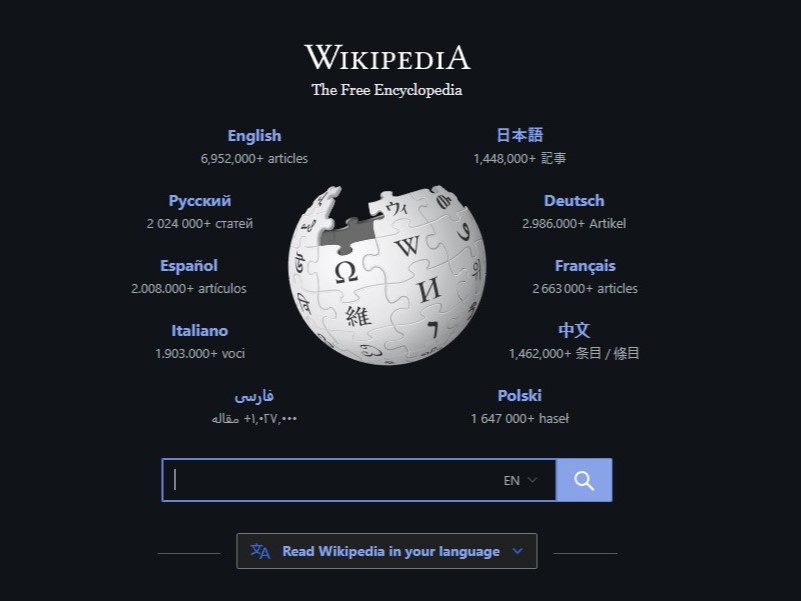 WIKIPEDIA
The Free Encyclopedia
English
6,952,000+ articles
日本語
1,448,000+ 記事
Русский
2 024 000+ статей
Deutsch
2.986.000+ Artikel
Español
2.008.000+ artículos
Français
2 663 000+ articles
Italiano
1.903.000+ voci
中文
1,462,000+ 条目 / 條目
فارسی
۱٬۰۲۷٬۰۰۰+ مقاله
Polski
1 647 000+ haseł
Ω
W
И
維
ウィ
EN
Read Wikipedia in your language